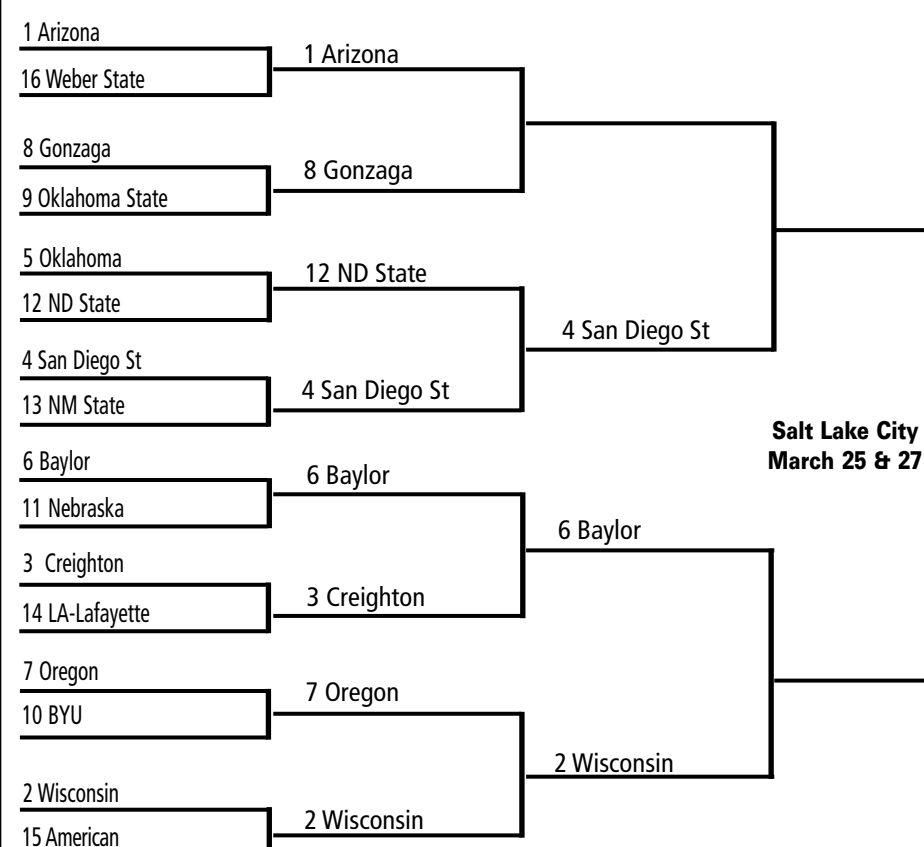 1 Arizona
16 Weber State
8 Gonzaga
9 Oklahoma State
5 Oklahoma
12 ND State
4 San Diego St
13 NM State
6 Baylor
11 Nebraska
3 Creighton
14 LA-Lafayette
7 Oregon
10 BYU
2 Wisconsin
15 American
1 Arizona
8 Gonzaga
12 ND State
4 San Diego St
6 Baylor
3 Creighton
7 Oregon
2 Wisconsin
4 San Diego St
6 Baylor
2 Wisconsin
Salt Lake City
March 25 & 27